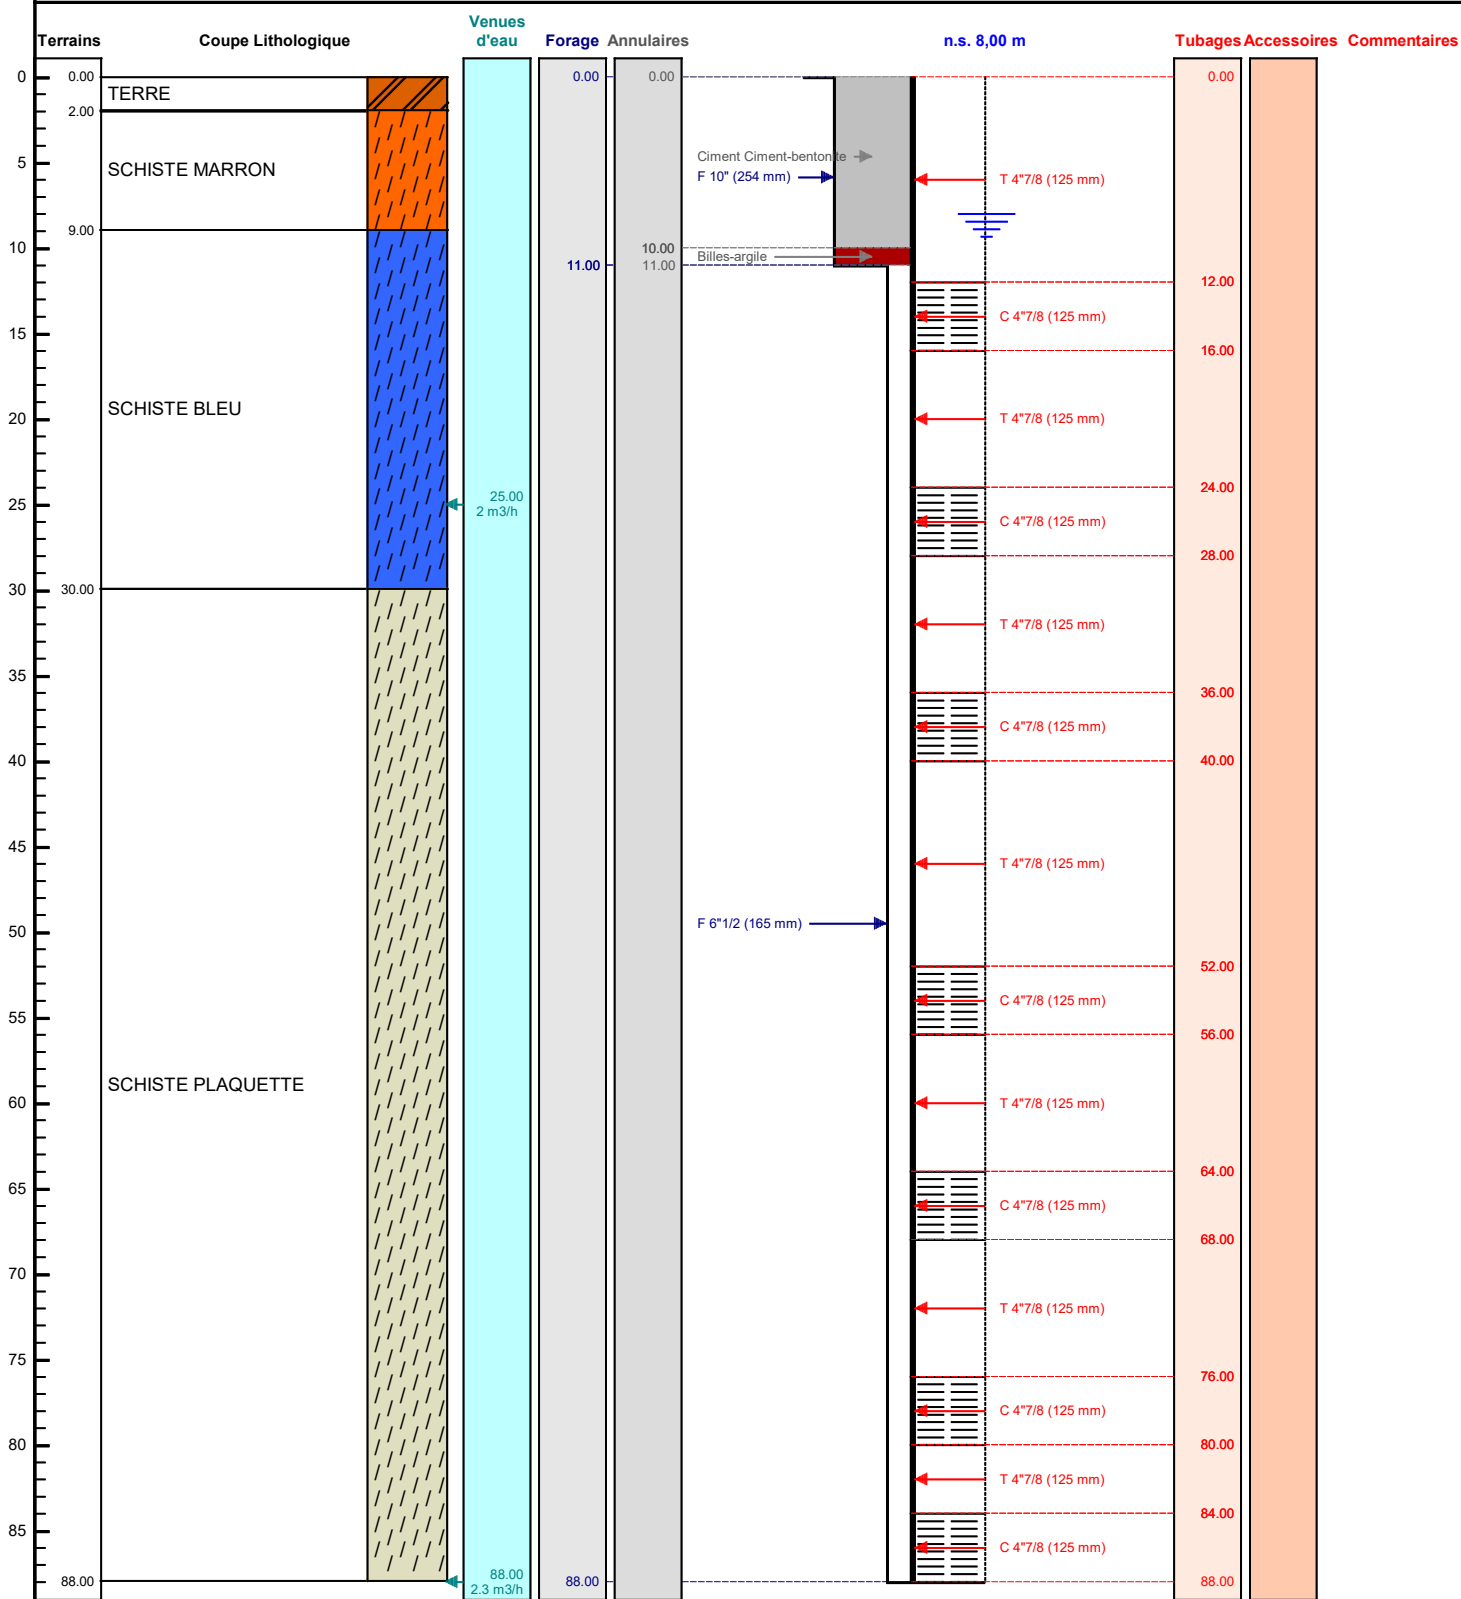 Terrains
Coupe Lithologique
Venues
d'eau
Forage
Annulaires
n.s. 8,00 m
Tubages
Accessoires
Commentaires
0
0.00
0.00
0.00
0.00
TERRE
2.00
5
SCHISTE MARRON
Ciment Ciment-bentonite
F 10" (254 mm)
T 4"7/8 (125 mm)
9.00
10
10.00
Billes-argile
11.00
11.00
12.00
C 4"7/8 (125 mm)
15
16.00
SCHISTE BLEU
20
T 4"7/8 (125 mm)
24.00
25
25.00
2 m3/h
C 4"7/8 (125 mm)
28.00
30
30.00
T 4"7/8 (125 mm)
35
36.00
C 4"7/8 (125 mm)
40
40.00
45
T 4"7/8 (125 mm)
F 6"1/2 (165 mm)
50
52.00
C 4"7/8 (125 mm)
55
56.00
SCHISTE PLAQUETTE
60
T 4"7/8 (125 mm)
64.00
65
C 4"7/8 (125 mm)
68.00
70
T 4"7/8 (125 mm)
75
76.00
C 4"7/8 (125 mm)
80
80.00
T 4"7/8 (125 mm)
84.00
85
C 4"7/8 (125 mm)
88.00
88.00
2.3 m3/h
88.00
88.00